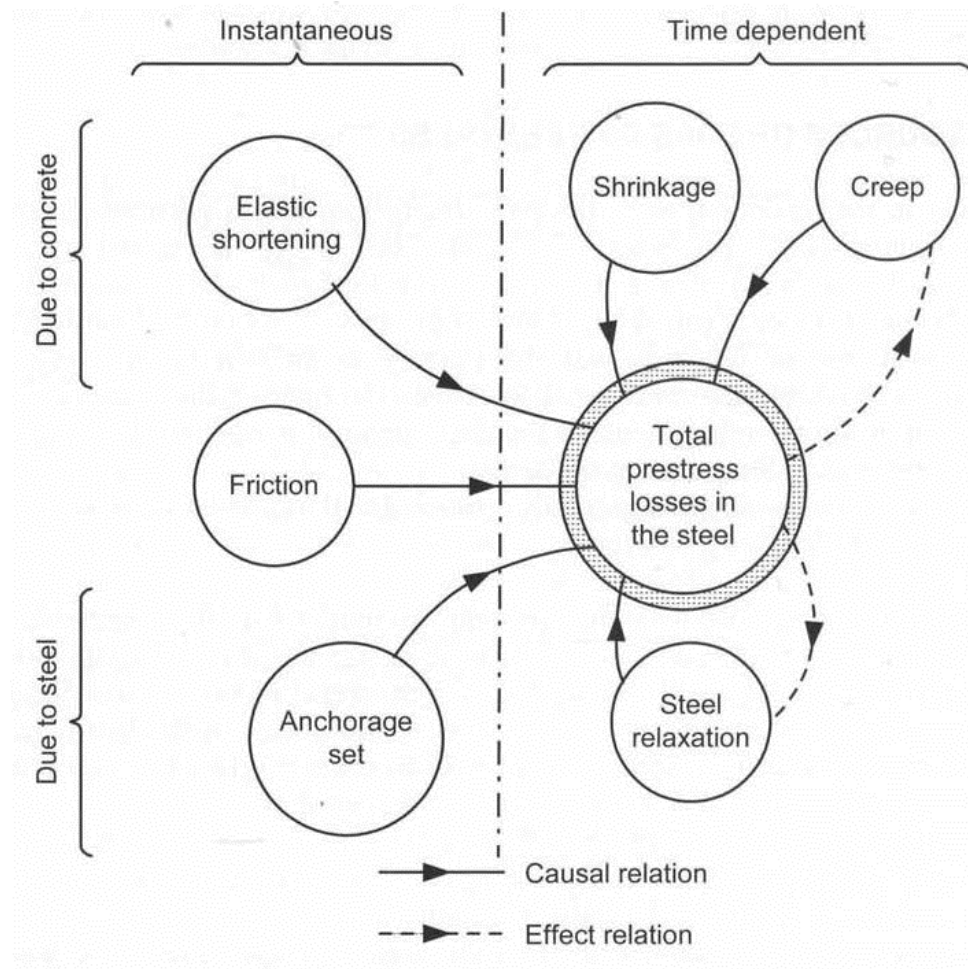 Instantaneous
Time dependent
Due to concrete
Elastic
shortening
Shrinkage
Creep
Friction
Total
prestress
losses in
the steel
Due to steel
Anchorage
set
Steel
relaxation
Causal relation
Effect relation